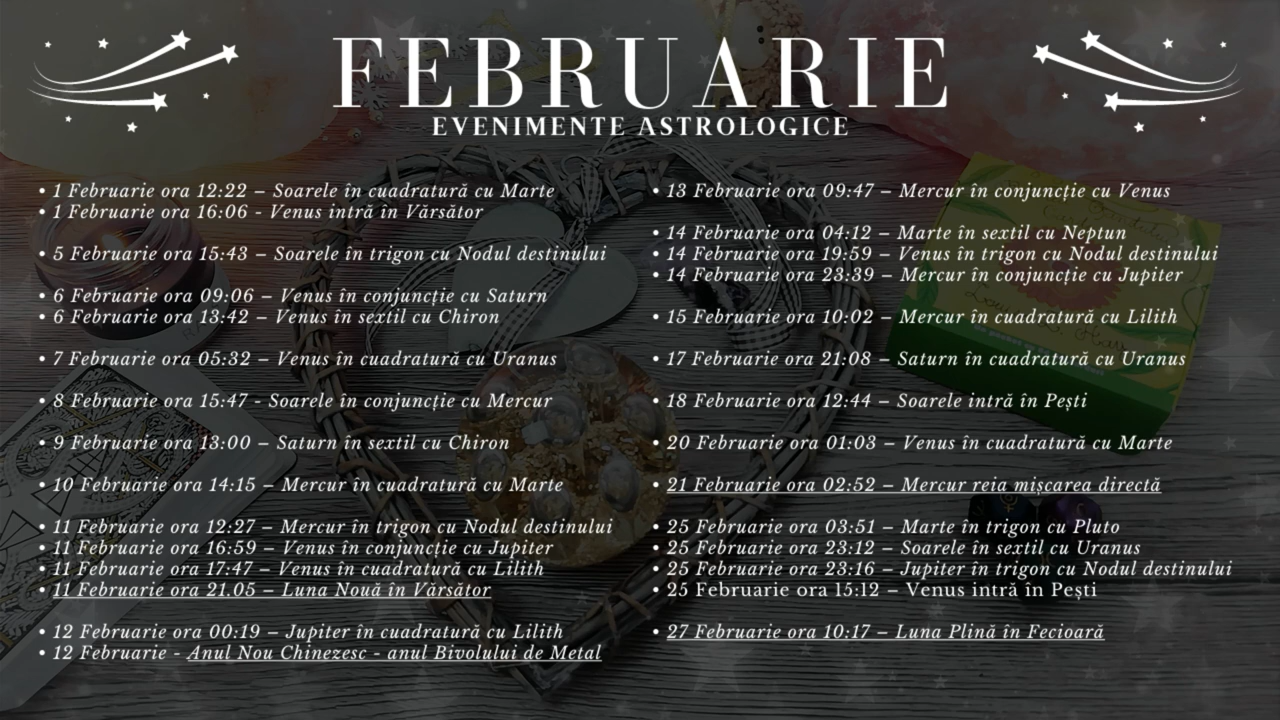 FEBRUARIE
EVENIMENTE ASTROLOGICE
• 1 Februarie ora 12:22 – Soarele în cuadratură cu Marte
• 1 Februarie ora 16:06 - Venus intră în Vărsător
• 5 Februarie ora 15:43 – Soarele în trigon cu Nodul destinului
• 6 Februarie ora 09:06 – Venus în conjuncție cu Saturn
• 6 Februarie ora 13:42 – Venus în sextil cu Chiron
• 7 Februarie ora 05:32 – Venus în cuadratură cu Uranus
• 8 Februarie ora 15:47 - Soarele în conjuncție cu Mercur
• 9 Februarie ora 13:00 – Saturn în sextil cu Chiron
• 10 Februarie ora 14:15 – Mercur în cuadratură cu Marte
• 11 Februarie ora 12:27 – Mercur în trigon cu Nodul destinului
• 11 Februarie ora 16:59 – Venus în conjuncție cu Jupiter
• 11 Februarie ora 17:47 – Venus în cuadratură cu Lilith
• 11 Februarie ora 21.05 – Luna Nouă în Vărsător
• 12 Februarie ora 00:19 – Jupiter în cuadratură cu Lilith
• 12 Februarie - Anul Nou Chinezesc - anul Bivolului de Metal
• 13 Februarie ora 09:47 – Mercur în conjuncție cu Venus
• 14 Februarie ora 04:12 – Marte în sextil cu Neptun
• 14 Februarie ora 19:59 – Venus în trigon cu Nodul destinului
• 14 Februarie ora 23:39 – Mercur în conjuncție cu Jupiter
• 15 Februarie ora 10:02 – Mercur în cuadratură cu Lilith
• 17 Februarie ora 21:08 – Saturn în cuadratură cu Uranus
• 18 Februarie ora 12:44 – Soarele intră în Pești
• 20 Februarie ora 01:03 – Venus în cuadratură cu Marte
• 21 Februarie ora 02:52 – Mercur reia mișcarea directă
• 25 Februarie ora 03:51 – Marte în trigon cu Pluto
• 25 Februarie ora 23:12 – Soarele în sextil cu Uranus
• 25 Februarie ora 23:16 – Jupiter în trigon cu Nodul destinului
• 25 Februarie ora 15:12 – Venus intră în Pești
• 27 Februarie ora 10:17 – Luna Plină în Fecioară